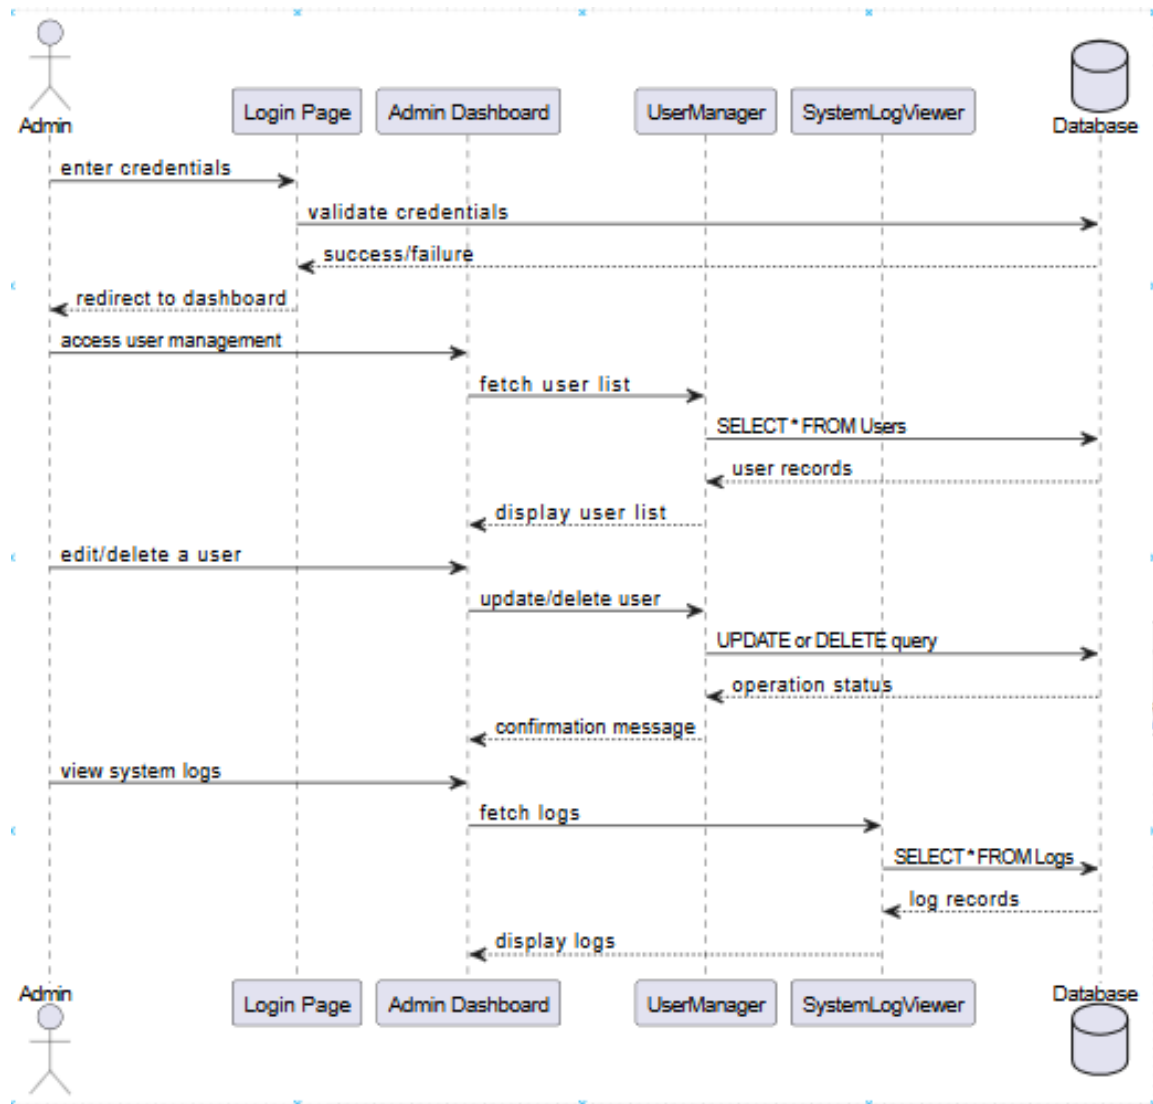 Admin
Login Page
Admin Dashboard
UserManager
SystemLogViewer
Database
enter credentials
validate credentials
success/failure
redirect to dashboard
access user management
fetch user list
SELECT * FROM Users
user records
display user list
edit/delete a user
update/delete user
UPDATE or DELETE query
operation status
confirmation message
view system logs
fetch logs
SELECT * FROM Logs
log records
display logs
Admin
Login Page
Admin Dashboard
UserManager
SystemLogViewer
Database